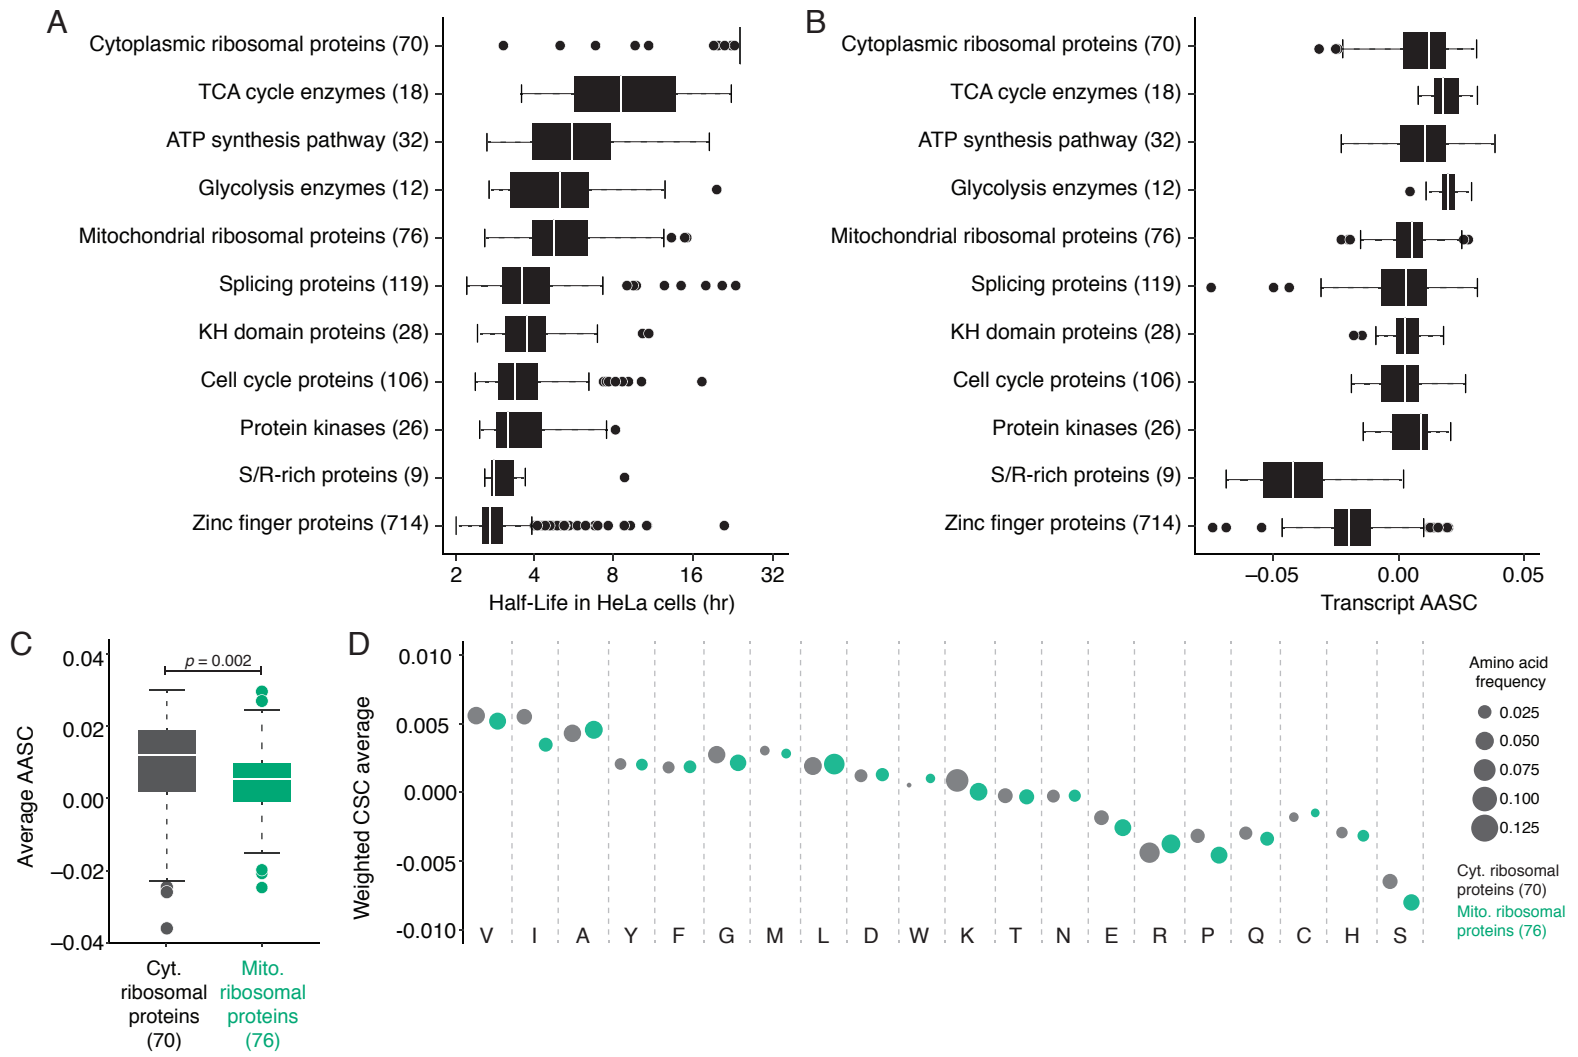 A
Cytoplasmic ribosomal proteins (70)
TCA cycle enzymes (18)
ATP synthesis pathway (32)
Glycolysis enzymes (12)
Mitochondrial ribosomal proteins (76)
Splicing proteins (119)
KH domain proteins (28)
Cell cycle proteins (106)
Protein kinases (26)
S/R-rich proteins (9)
Zinc finger proteins (714)
2 4 8 16 32
Half-Life in HeLa cells (hr)
B
Cytoplasmic ribosomal proteins (70)
TCA cycle enzymes (18)
ATP synthesis pathway (32)
Glycolysis enzymes (12)
Mitochondrial ribosomal proteins (76)
Splicing proteins (119)
KH domain proteins (28)
Cell cycle proteins (106)
Protein kinases (26)
S/R-rich proteins (9)
Zinc finger proteins (714)
−0.05 0.00 0.05
Transcript AASC
C
Average AASC
0.04
0.02
0.00
−0.02
−0.04
p = 0.002
Cyt.
ribosomal
proteins
(70)
Mito.
ribosomal
proteins
(76)
D
Weighted CSC average
0.010
0.005
0.000
-0.005
-0.010
V I A Y F G M L D W K T N E R P Q C H S
Amino acid
frequency
0.025
0.050
0.075
0.100
0.125
Cyt. ribosomal
proteins (70)
Mito. ribosomal
proteins (76)